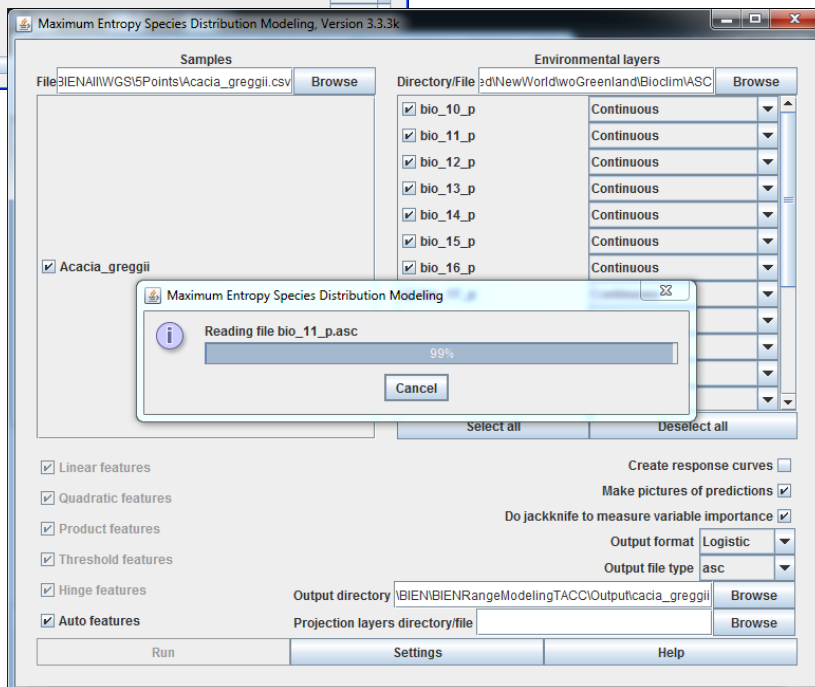 Maximum Entropy Species Distribution Modeling, Version 3.3.3k
Samples
Environmental layers
File BIENAll\WGS\5Points\Acacia_greggii.csv Browse
Directory/File ed\NewWorld\woGreenland\Bioclim\ASC Browse
bio_10_p Continuous
bio_11_p Continuous
bio_12_p Continuous
bio_13_p Continuous
bio_14_p Continuous
bio_15_p Continuous
Acacia_greggii
bio_16_p Continuous
Maximum Entropy Species Distribution Modeling
Reading file bio_11_p.asc
99%
Cancel
Select all Deselect all
Linear features
Quadratic features
Product features
Threshold features
Hinge features
Auto features
Create response curves
Make pictures of predictions
Do jackknife to measure variable importance
Output format Logistic
Output file type asc
Output directory \BIEN\BIENRangeModelingTACC\Output\cacia_greggii Browse
Projection layers directory/file Browse
Run Settings Help